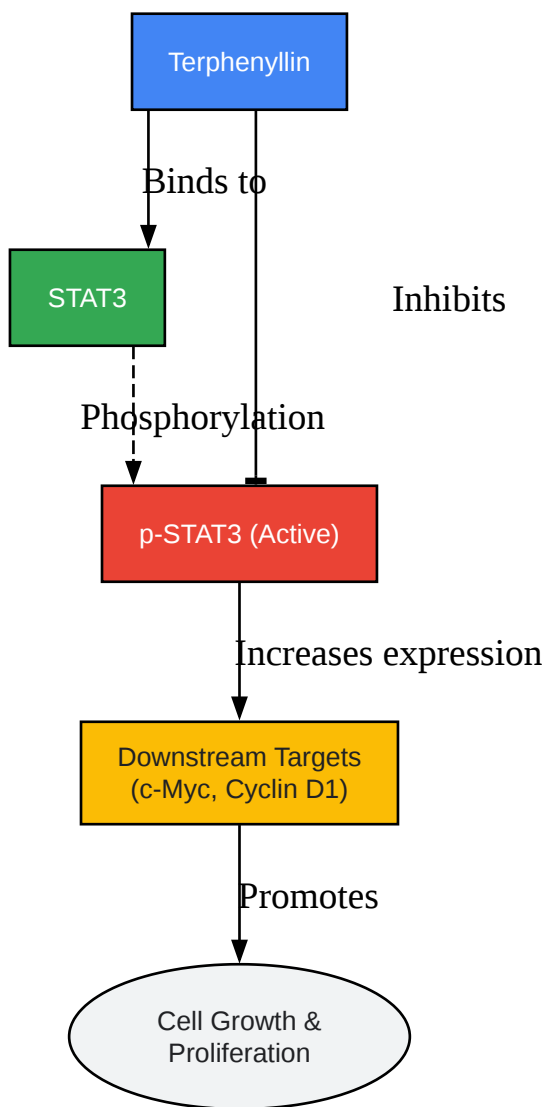 Terphenyllin
Binds to
STAT3
Inhibits
Phosphorylation
p-STAT3 (Active)
Increases expression
Downstream Targets
(c-Myc, Cyclin D1)
Promotes
Cell Growth &
Proliferation